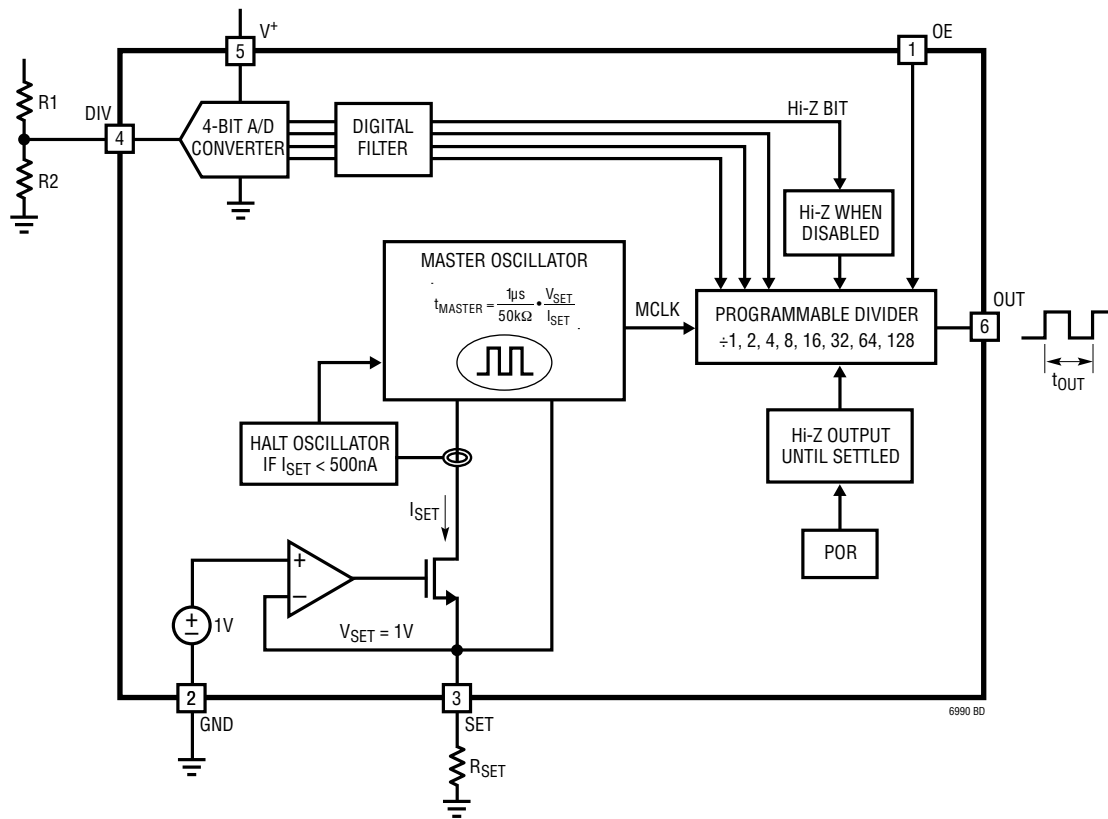 V+
5
OE
1
R1
DIV
4
R2
4-BIT A/D
CONVERTER
DIGITAL
FILTER
Hi-Z BIT
Hi-Z WHEN
DISABLED
MASTER OSCILLATOR
tMASTER = 1µs/50kΩ • VSET/ISET
MCLK
PROGRAMMABLE DIVIDER
÷1, 2, 4, 8, 16, 32, 64, 128
OUT
6
tOUT
HALT OSCILLATOR
IF ISET < 500nA
Hi-Z OUTPUT
UNTIL SETTLED
ISET
POR
+
−
+
−
1V
VSET = 1V
2
GND
3
SET
6990 BD
RSET